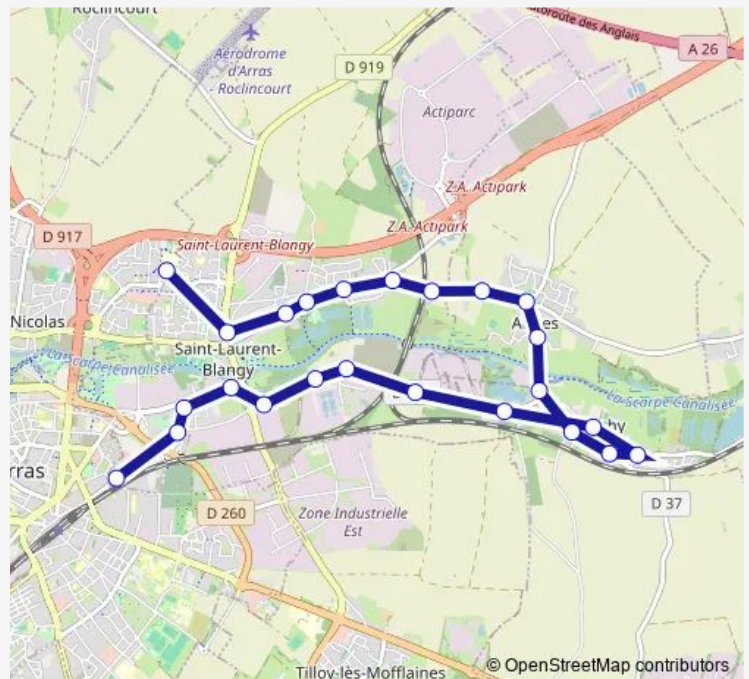 Roclincourt
Autoroute des Anglais
A 26
Aérodrome
d'Arras
- Roclincourt
D 919
Actiparc
Z.A. Actipark
Z.A. Actipark
D 917
Saint-Laurent-Blangy
Nicolas
Saint-Laurent-
Blangy
La Scarpe Canalisée
La Scarpe Canalisée
rras
D 260
Zone Industrielle
Est
D 37
Tilloy-lès-Mofflaines
© OpenStreetMap contributors